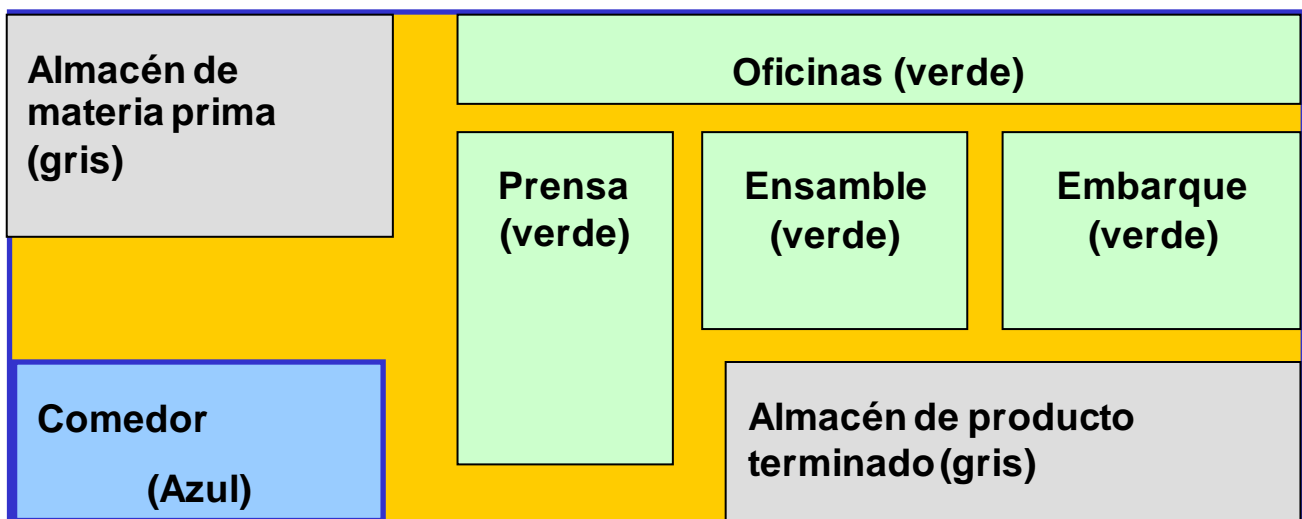 Almacén de
materia prima
(gris)
Oficinas (verde)
Prensa
(verde)
Ensamble
(verde)
Embarque
(verde)
Comedor
(Azul)
Almacén de producto
terminado (gris)